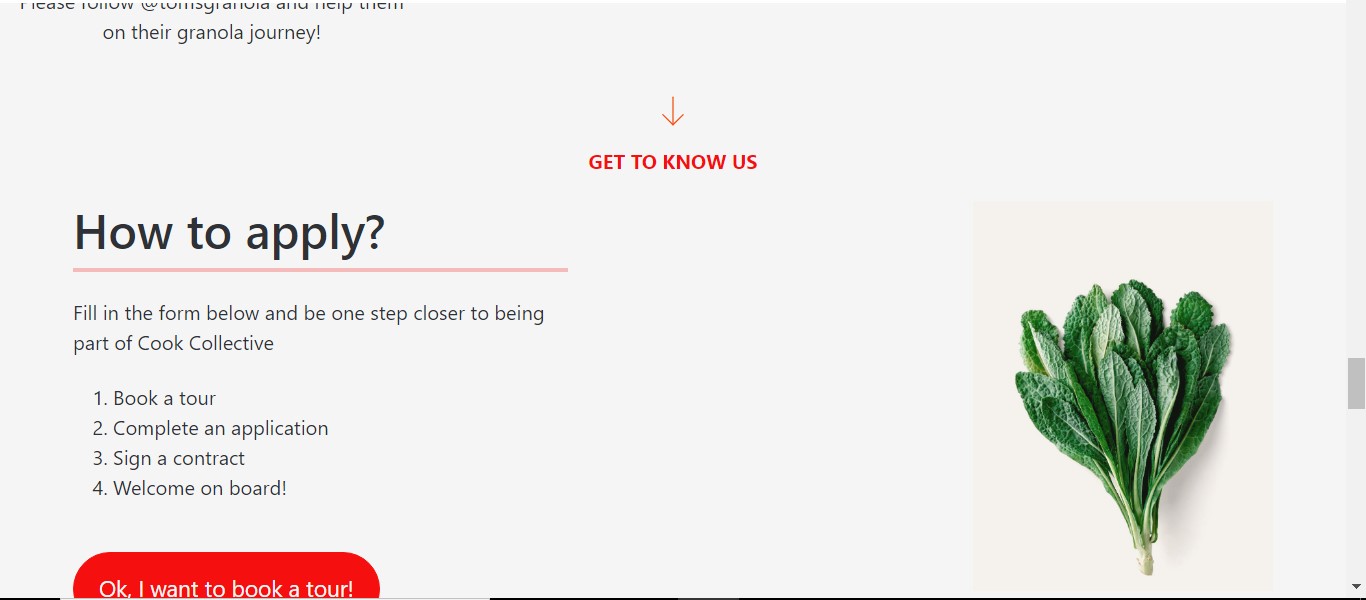 Please follow @tomsgranola and help them
on their granola journey!
GET TO KNOW US
How to apply?
Fill in the form below and be one step closer to being
part of Cook Collective
1. Book a tour
2. Complete an application
3. Sign a contract
4. Welcome on board!
Ok, I want to book a tour!